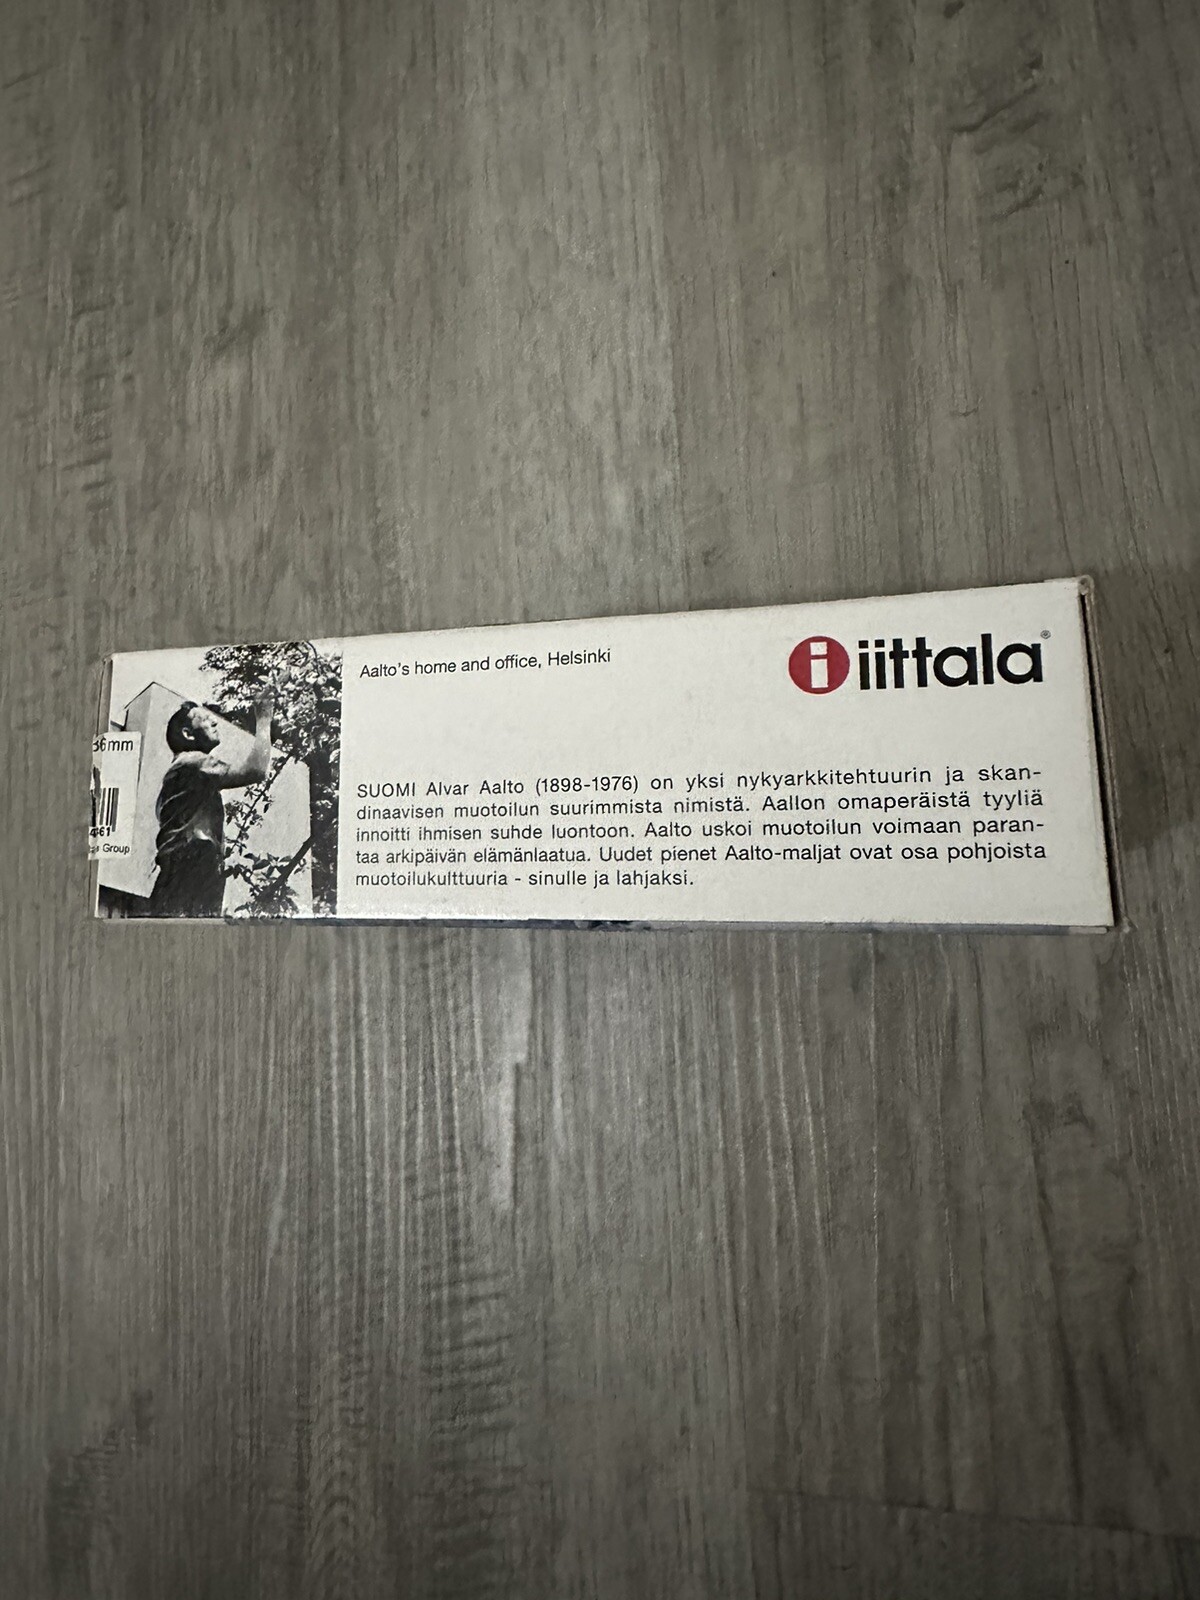 Aalto's home and office, Helsinki
i iittala®
SUOMI Alvar Aalto (1898-1976) on yksi nykyarkkitehtuurin ja skan-
dinaavisen muotoilun suurimmista nimistä. Aallon omaperäistä tyyliä
innoitti ihmisen suhde luontoon. Aalto uskoi muotoilun voimaan paran-
taa arkipäivän elämänlaatua. Uudet pienet Aalto-maljat ovat osa pohjoista
muotoilukulttuuria - sinulle ja lahjaksi.
36mm
Group